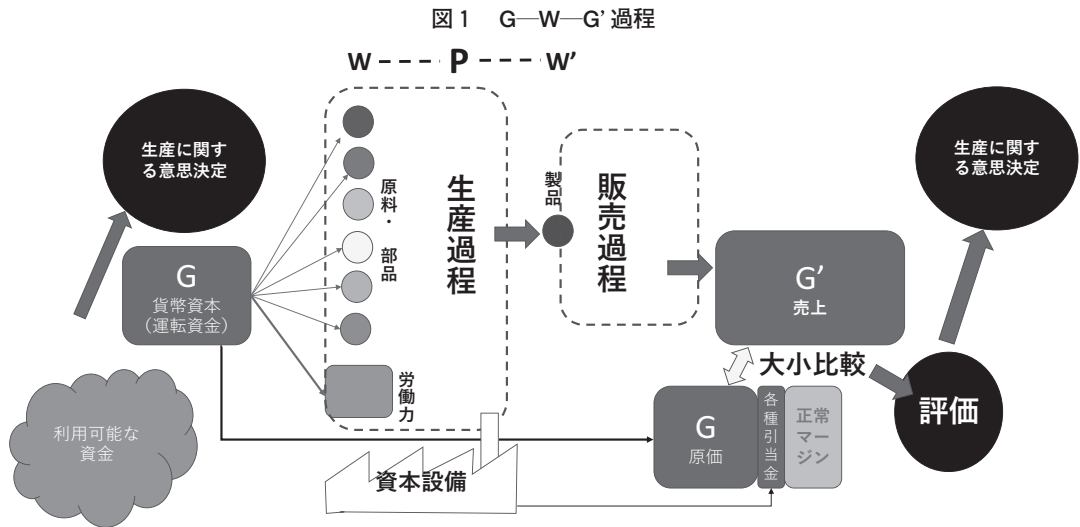 図1 G―W―G’過程
W ---- P ---- W’
生産に関す
る意思決定
G
貨幣資本
（運転資金）
利用可能な
資金
原料・部品
労働力
生産過程
資本設備
製品
販売過程
G’
売上
大小比較
G
原価
各種引当金
正常
マー
ジン
評価
生産に関す
る意思決定